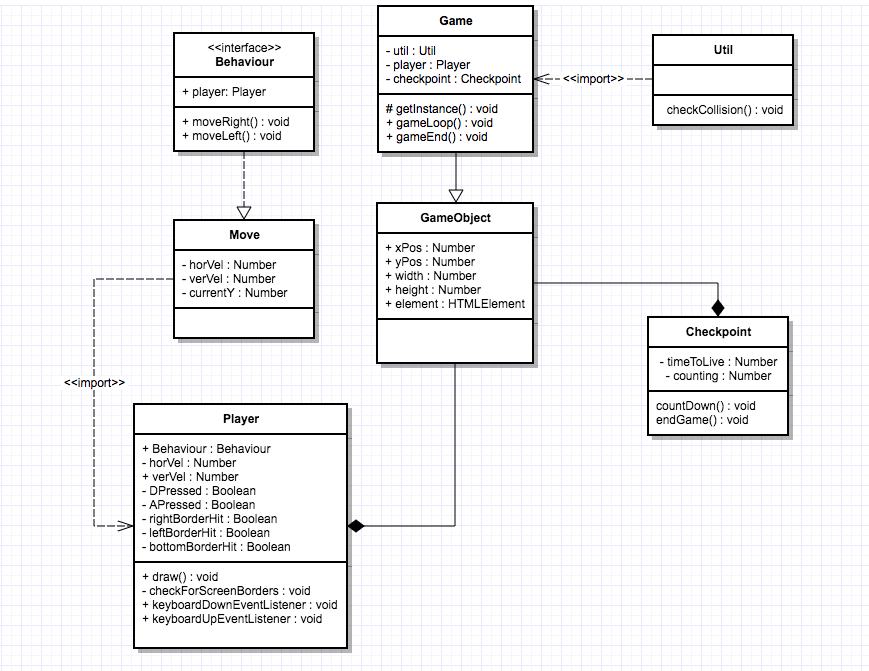 <<interface>>
Behaviour
+ player: Player
+ moveRight() : void
+ moveLeft() : void
Game
- util : Util
- player : Player
- checkpoint : Checkpoint
# getInstance() : void
+ gameLoop() : void
+ gameEnd() : void
<<import>>
Util
checkCollision() : void
Move
- horVel : Number
- verVel : Number
- currentY : Number
GameObject
+ xPos : Number
+ yPos : Number
+ width : Number
+ height : Number
+ element : HTMLElement
Checkpoint
- timeToLive : Number
- counting : Number
countDown() : void
endGame() : void
<<import>>
Player
+ Behaviour : Behaviour
- horVel : Number
+ verVel : Number
- DPressed : Boolean
- APressed : Boolean
- rightBorderHit : Boolean
- leftBorderHit : Boolean
- bottomBorderHit : Boolean
+ draw() : void
- checkForScreenBorders : void
+ keyboardDownEventListener : void
+ keyboardUpEventListener : void